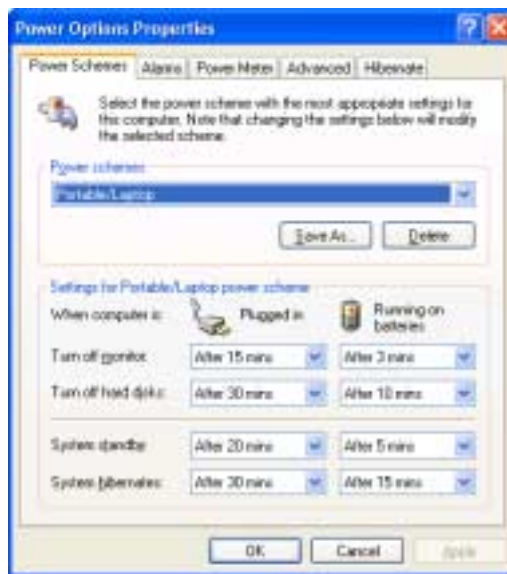 Power Options Properties
Power Schemes Alarms Power Meter Advanced Hibernate
Select the power scheme with the most appropriate settings for
this computer. Note that changing the settings below will modify
the selected scheme.
Power schemes
Portable/Laptop
Save As... Delete
Settings for Portable/Laptop power scheme
When computer is: Plugged in Running on
batteries
Turn off monitor: After 15 mins After 3 mins
Turn off hard disks: After 30 mins After 10 mins
System standby: After 20 mins After 5 mins
System hibernates: After 30 mins After 15 mins
OK Cancel Apply